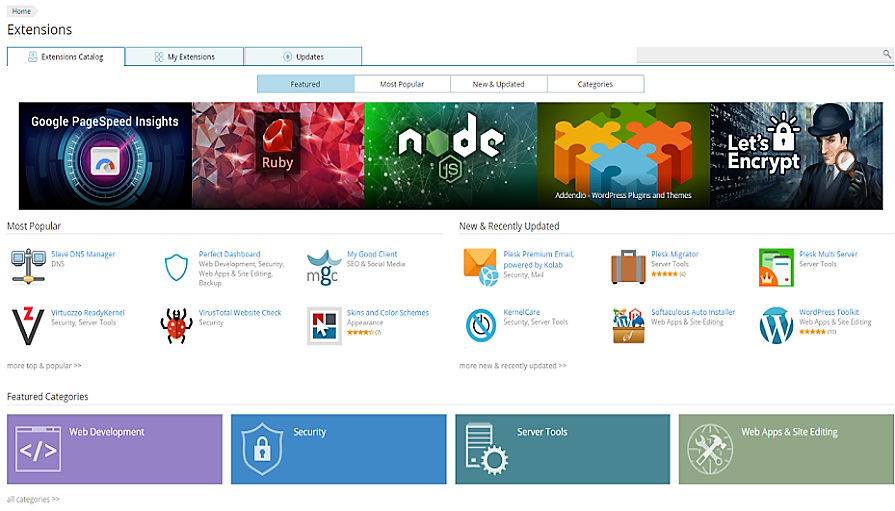 Home
Extensions
Extensions Catalog
My Extensions
Updates
Featured
Most Popular
New & Updated
Categories
Google PageSpeed Insights
Ruby
node
JS
Addendio - WordPress Plugins and Themes
Let's
Encrypt
Most Popular
Slave DNS Manager
DNS
Perfect Dashboard
Web Development, Security,
Web Apps & Site Editing,
Backup
mgc
My Good Client
SEO & Social Media
Virtuozzo ReadyKernel
Security, Server Tools
VirusTotal Website Check
Security
Skins and Color Schemes
Appearance
(7)
more top & popular >>
New & Recently Updated
Plesk Premium Email,
powered by Kolab
Security, Mail
Plesk Migrator
Server Tools
(4)
Plesk Multi Server
Server Tools
KernelCare
Security, Server Tools
Softaculous Auto Installer
Web Apps & Site Editing
WordPress Toolkit
Web Apps & Site Editing
(10)
more new & recently updated >>
Featured Categories
</>
Web Development
Security
Server Tools
Web Apps & Site Editing
all categories >>